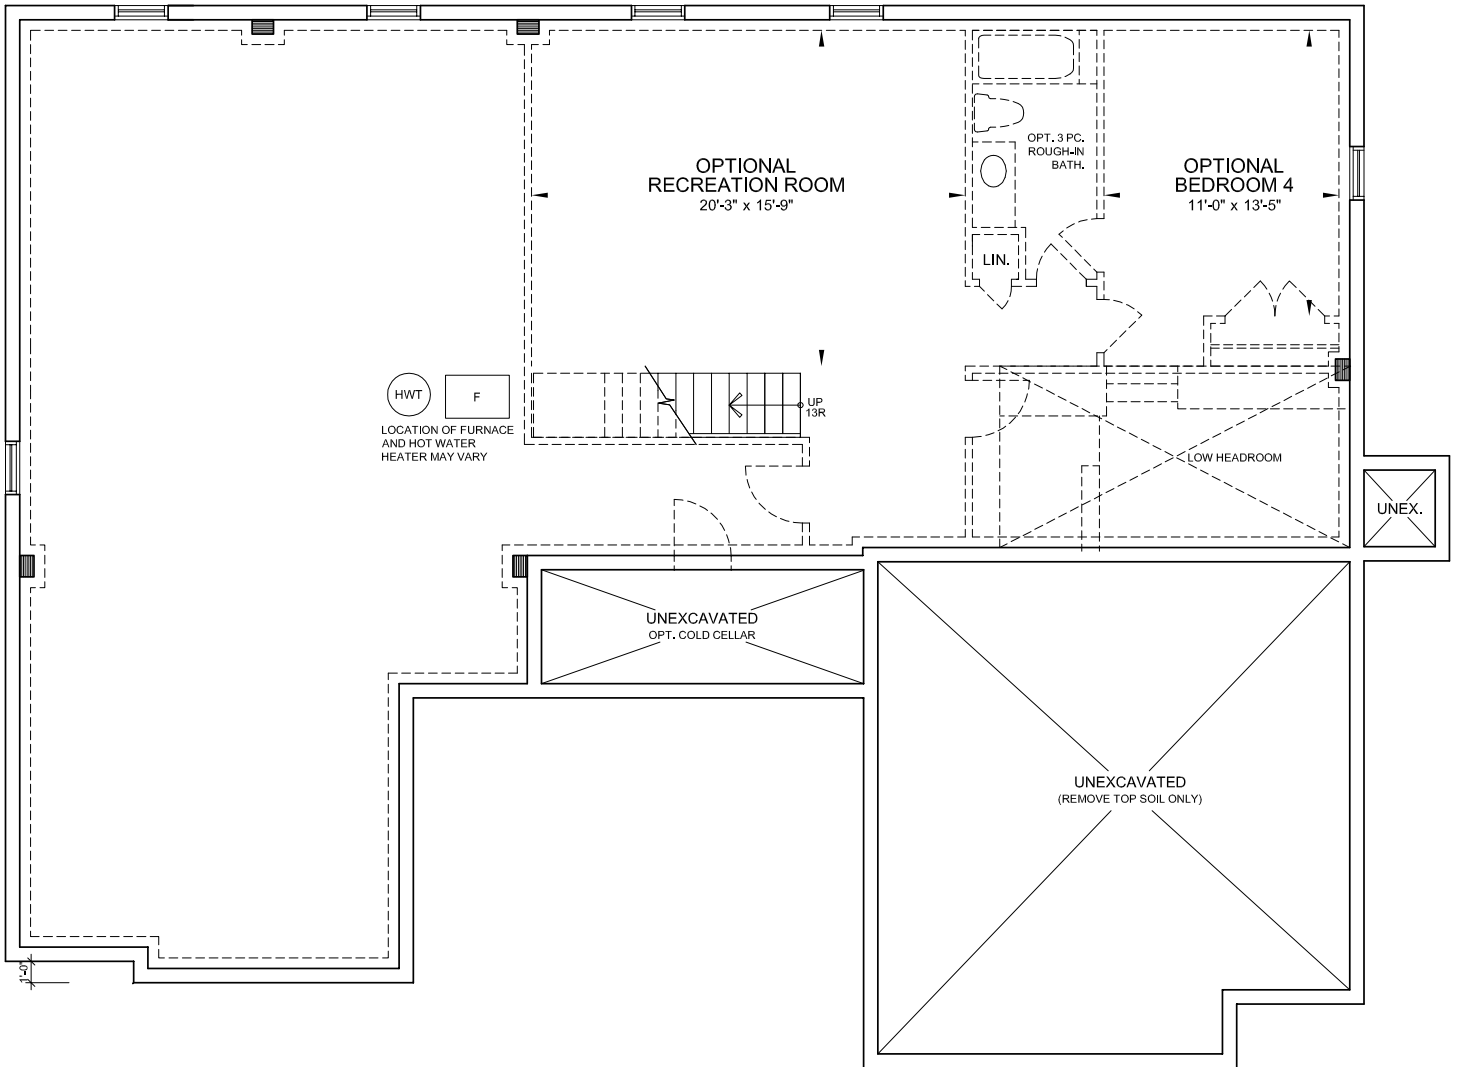 OPTIONAL
RECREATION ROOM
20'-3" x 15'-9"
OPT. 3 PC.
ROUGH-IN
BATH.
OPTIONAL
BEDROOM 4
11'-0" x 13'-5"
LIN.
HWT
F
LOCATION OF FURNACE
AND HOT WATER
HEATER MAY VARY
UP
13R
LOW HEADROOM
UNEX.
UNEXCAVATED
OPT. COLD CELLAR
UNEXCAVATED
(REMOVE TOP SOIL ONLY)
1'-0"